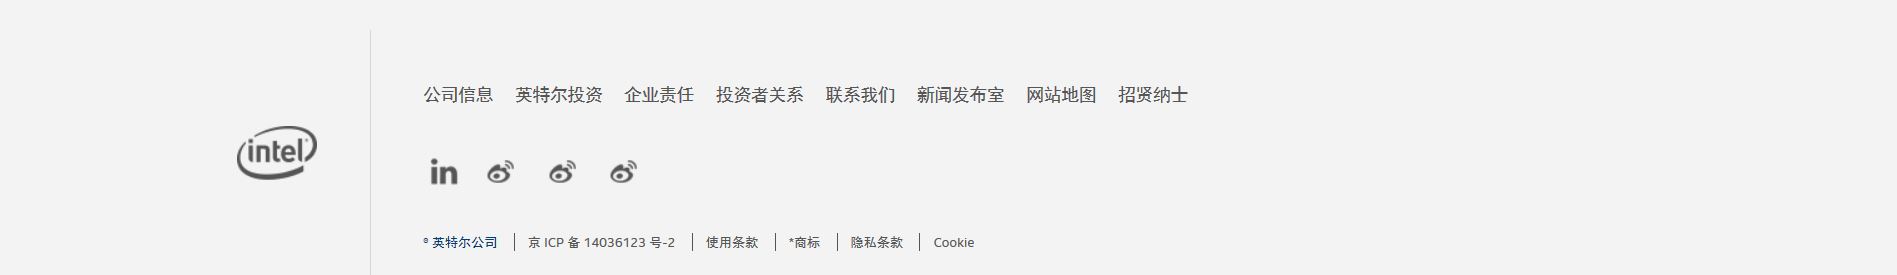 公司信息 英特尔投资 企业责任 投资者关系 联系我们 新闻发布室 网站地图 招贤纳士
intel
in
® 英特尔公司 | 京 ICP 备 14036123 号-2 | 使用条款 | *商标 | 隐私条款 | Cookie